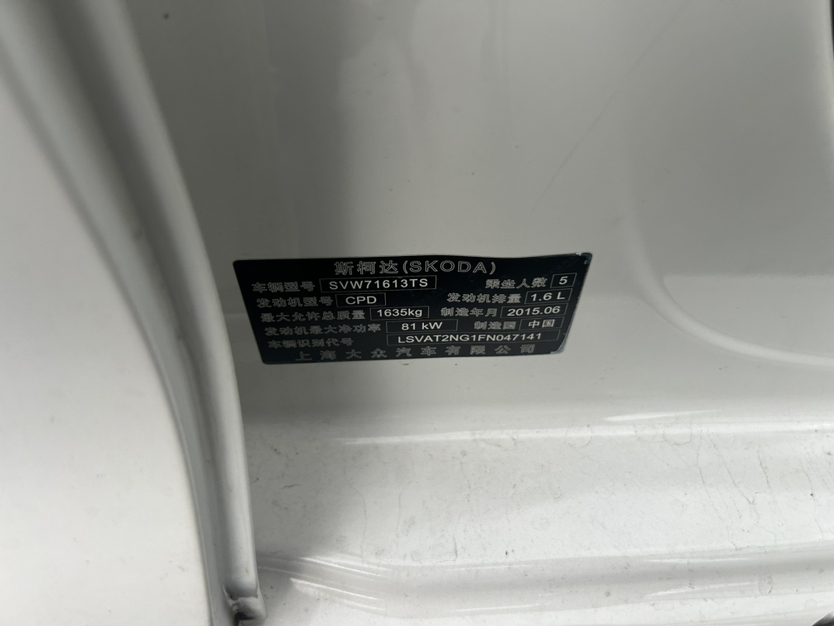 斯柯达(SKODA)
车辆型号 SVW71613TS 乘坐人数 5
发动机型号 CPD 发动机排量 1.6 L
最大允许总质量 1635kg 制造年月 2015.06
发动机最大净功率 81 kW 制造国 中国
车辆识别代号 LSVAT2NG1FN047141
上海大众汽车有限公司